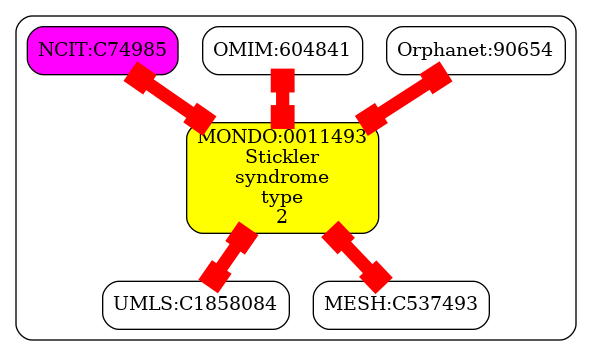 NCIT:C74985
OMIM:604841
Orphanet:90654
MONDO:0011493
Stickler
syndrome
type
2
UMLS:C1858084
MESH:C537493